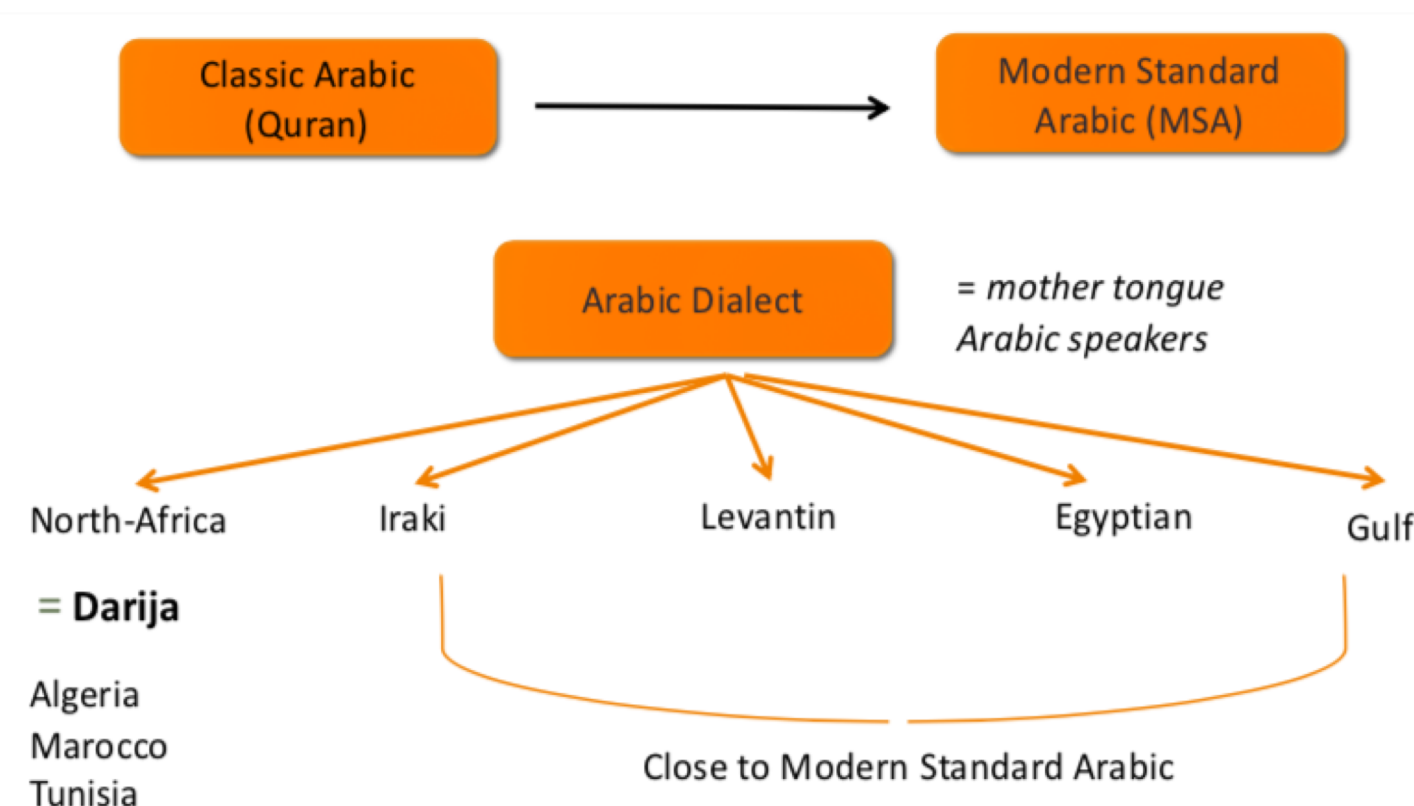 Classic Arabic
(Quran)
Modern Standard
Arabic (MSA)
Arabic Dialect
= mother tongue
Arabic speakers
North-Africa
Iraki
Levantin
Egyptian
Gulf
= Darija
Algeria
Marocco
Tunisia
Close to Modern Standard Arabic